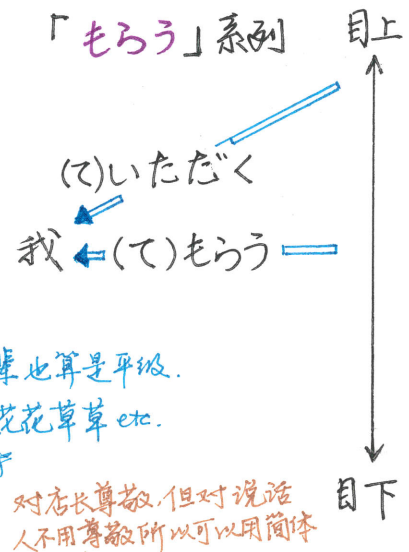 「もらう」系列
目上
(て)いただく
我 (て)もらう
辈也算是平级.
花花草草 etc.
目下
对店长尊敬,但对说话
人不用尊敬所以可以用简体